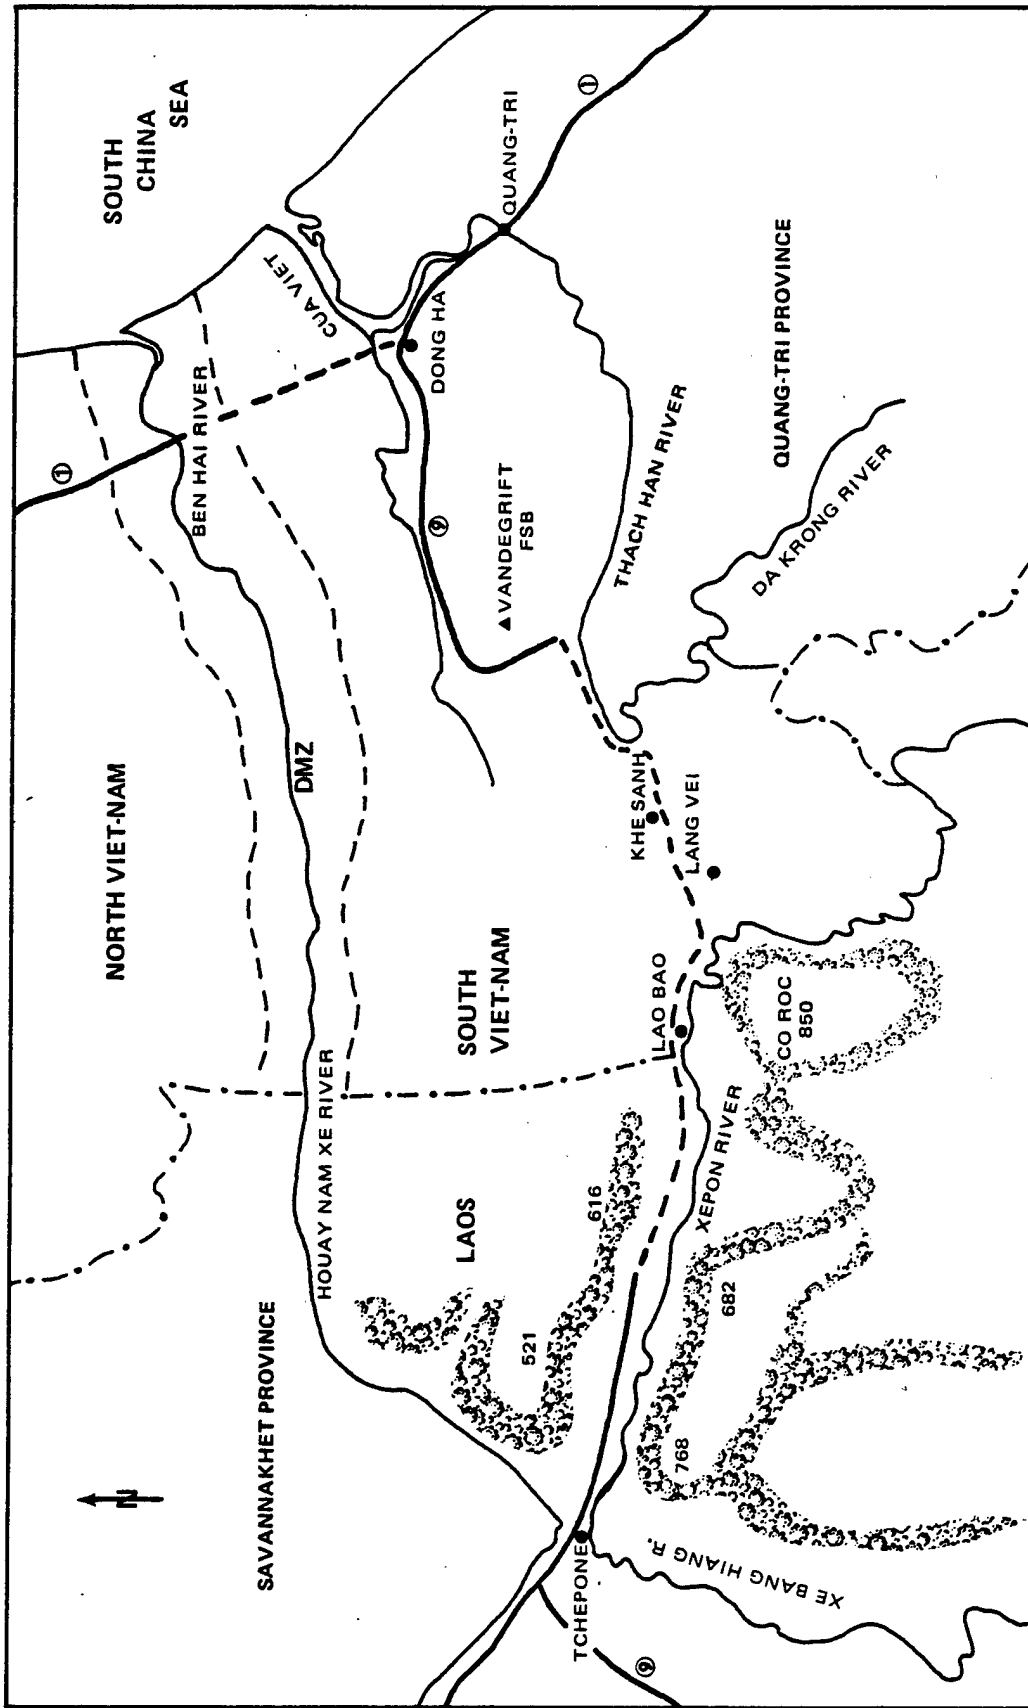 SOUTH
CHINA
SEA
NORTH VIET-NAM
①
BEN HAI RIVER
CUA VIET
DMZ
SAVANNAKHET PROVINCE
N
HOUAY NAM XE RIVER
LAOS
SOUTH
VIET-NAM
⑨
DONG HA
VANDEGRIFT
FSB
QUANG-TRI
①
521
616
THACH HAN RIVER
TCHEPONE
LAO BAO
KHE SANH
LANG VEI
⑨
768
682
XEPON RIVER
CO ROC
850
DA KRONG RIVER
QUANG-TRI PROVINCE
XE BANG HIANG R.